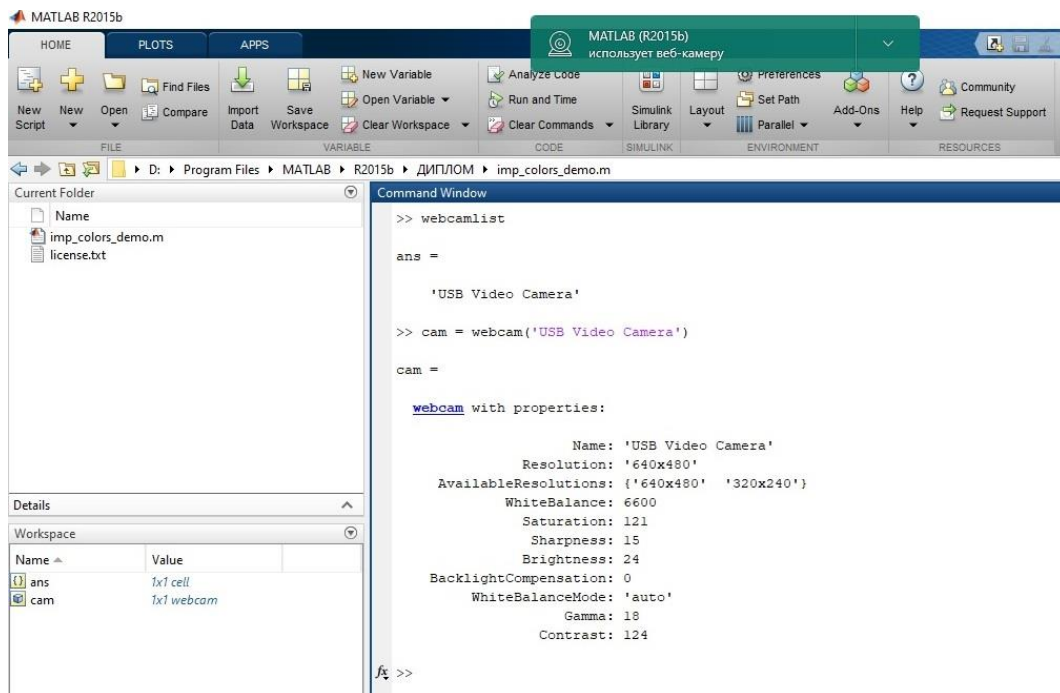 MATLAB R2015b
HOME PLOTS APPS
MATLAB (R2015b)
использует веб-камеру
New Script
New
Open
Find Files
Compare
Import Data
Save Workspace
New Variable
Open Variable
Clear Workspace
Analyze Code
Run and Time
Clear Commands
Simulink Library
Layout
Preferences
Set Path
Parallel
Add-Ons
Help
Community
Request Support
FILE VARIABLE CODE SIMULINK ENVIRONMENT RESOURCES
D: Program Files MATLAB R2015b ДИПЛОМ imp_colors_demo.m
Current Folder
Name
imp_colors_demo.m
license.txt
Details
Workspace
Name Value
ans 1x1 cell
cam 1x1 webcam
Command Window
>> webcamlist
ans =
'USB Video Camera'
>> cam = webcam('USB Video Camera')
cam =
webcam with properties:
Name: 'USB Video Camera'
Resolution: '640x480'
AvailableResolutions: {'640x480' '320x240'}
WhiteBalance: 6600
Saturation: 121
Sharpness: 15
Brightness: 24
BacklightCompensation: 0
WhiteBalanceMode: 'auto'
Gamma: 18
Contrast: 124
fx >>